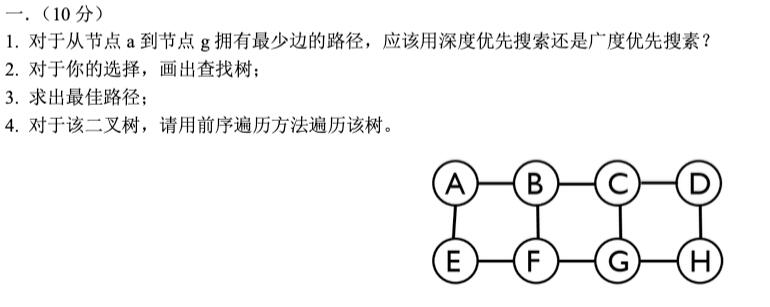 一．（10 分）
1. 对于从节点 a 到节点 g 拥有最少边的路径，应该用深度优先搜索还是广度优先搜素？
2. 对于你的选择，画出查找树；
3. 求出最佳路径；
4. 对于该二叉树，请用前序遍历方法遍历该树。
A B C D
E F G H